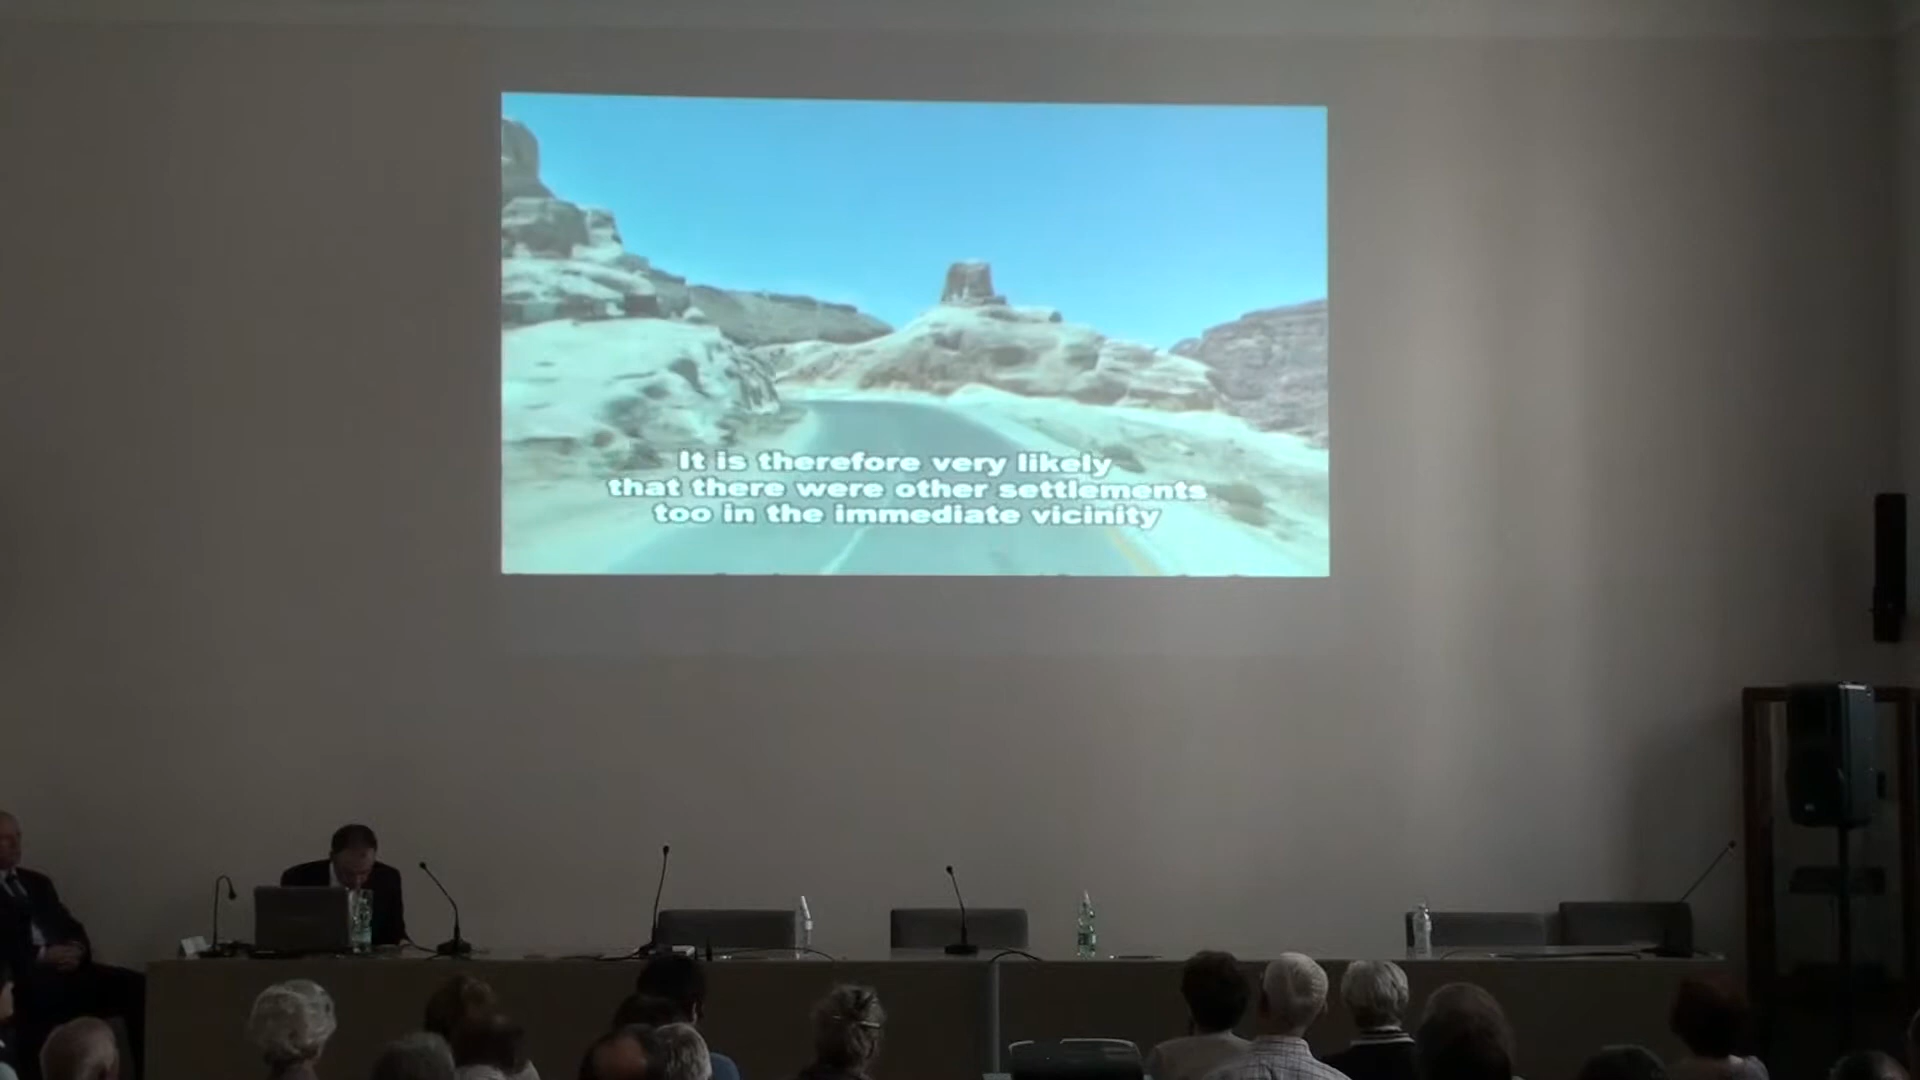 It is therefore very likely
that there were other settlements
too in the immediate vicinity